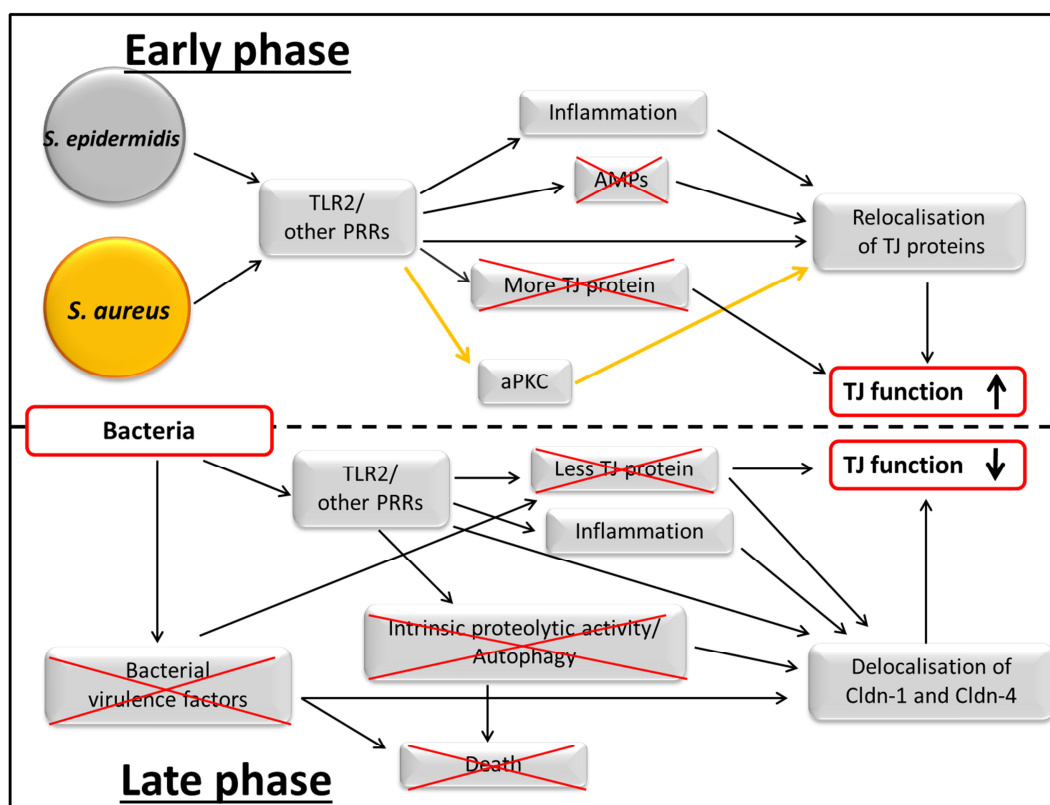 Early phase
S. epidermidis
Inflammation
AMPs
TLR2/
other PRRs
Relocalisation
of TJ proteins
More TJ protein
S. aureus
aPKC
TJ function
Bacteria
TJ function
Less TJ protein
TLR2/
other PRRs
Inflammation
Intrinsic proteolytic activity/
Autophagy
Bacterial
virulence factors
Delocalisation of
Cldn-1 and Cldn-4
Death
Late phase